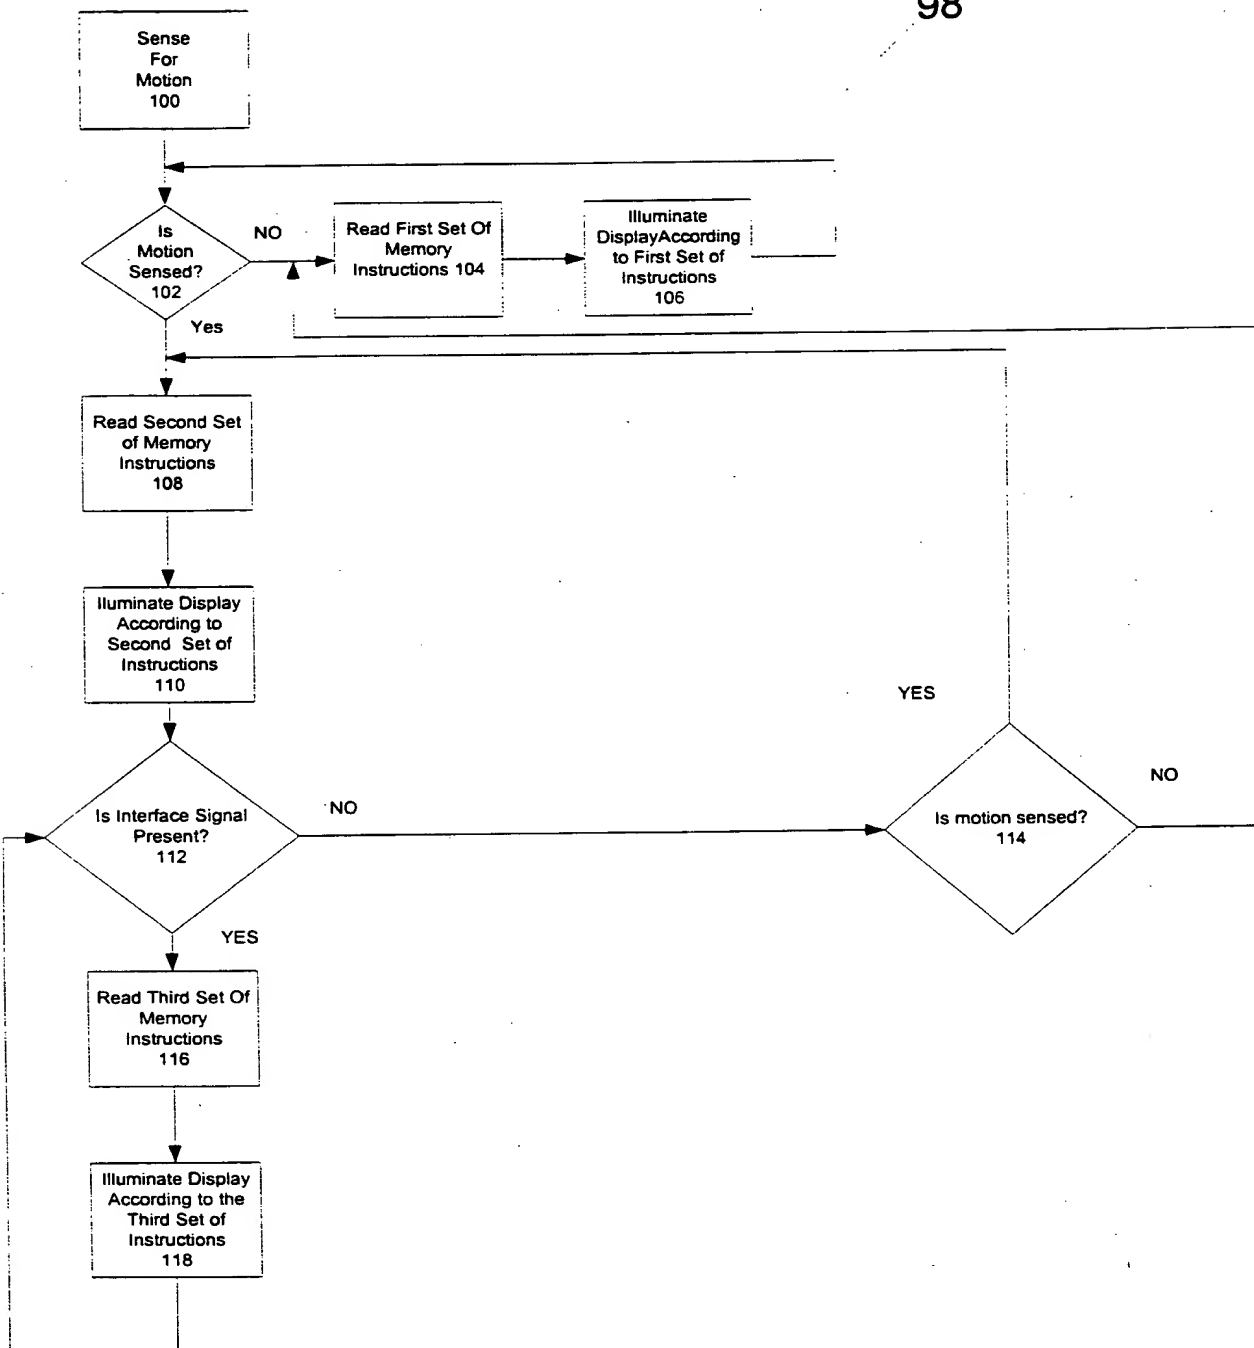 98
Sense
For
Motion
100
Is
Motion
Sensed?
102
NO
Yes
Read First Set Of
Memory
Instructions 104
Illuminate
DisplayAccording
to First Set of
Instructions
106
Read Second Set
of Memory
Instructions
108
Iluminate Display
According to
Second Set of
Instructions
110
Is Interface Signal
Present?
112
NO
YES
YES
Is motion sensed?
114
NO
Read Third Set Of
Memory
Instructions
116
Illuminate Display
According to the
Third Set of
Instructions
118